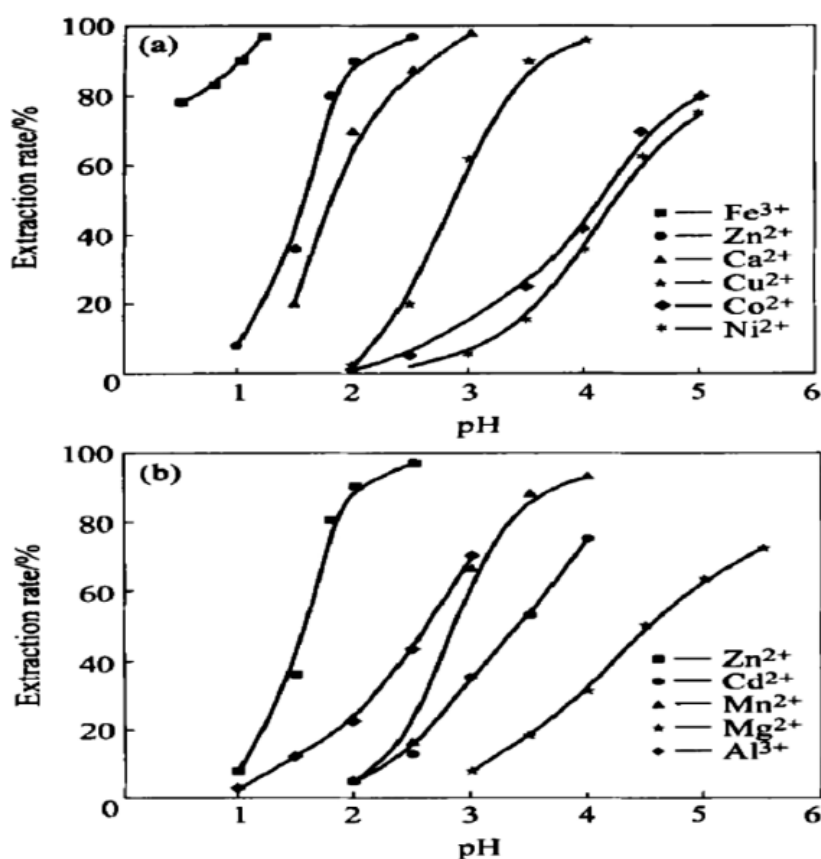 (a)
100
80
60
40
20
0
Extraction rate/%
1 2 3 4 5 6
pH
Fe³⁺
Zn²⁺
Ca²⁺
Cu²⁺
Co²⁺
Ni²⁺
(b)
100
80
60
40
20
0
Extraction rate/%
1 2 3 4 5 6
pH
Zn²⁺
Cd²⁺
Mn²⁺
Mg²⁺
Al³⁺